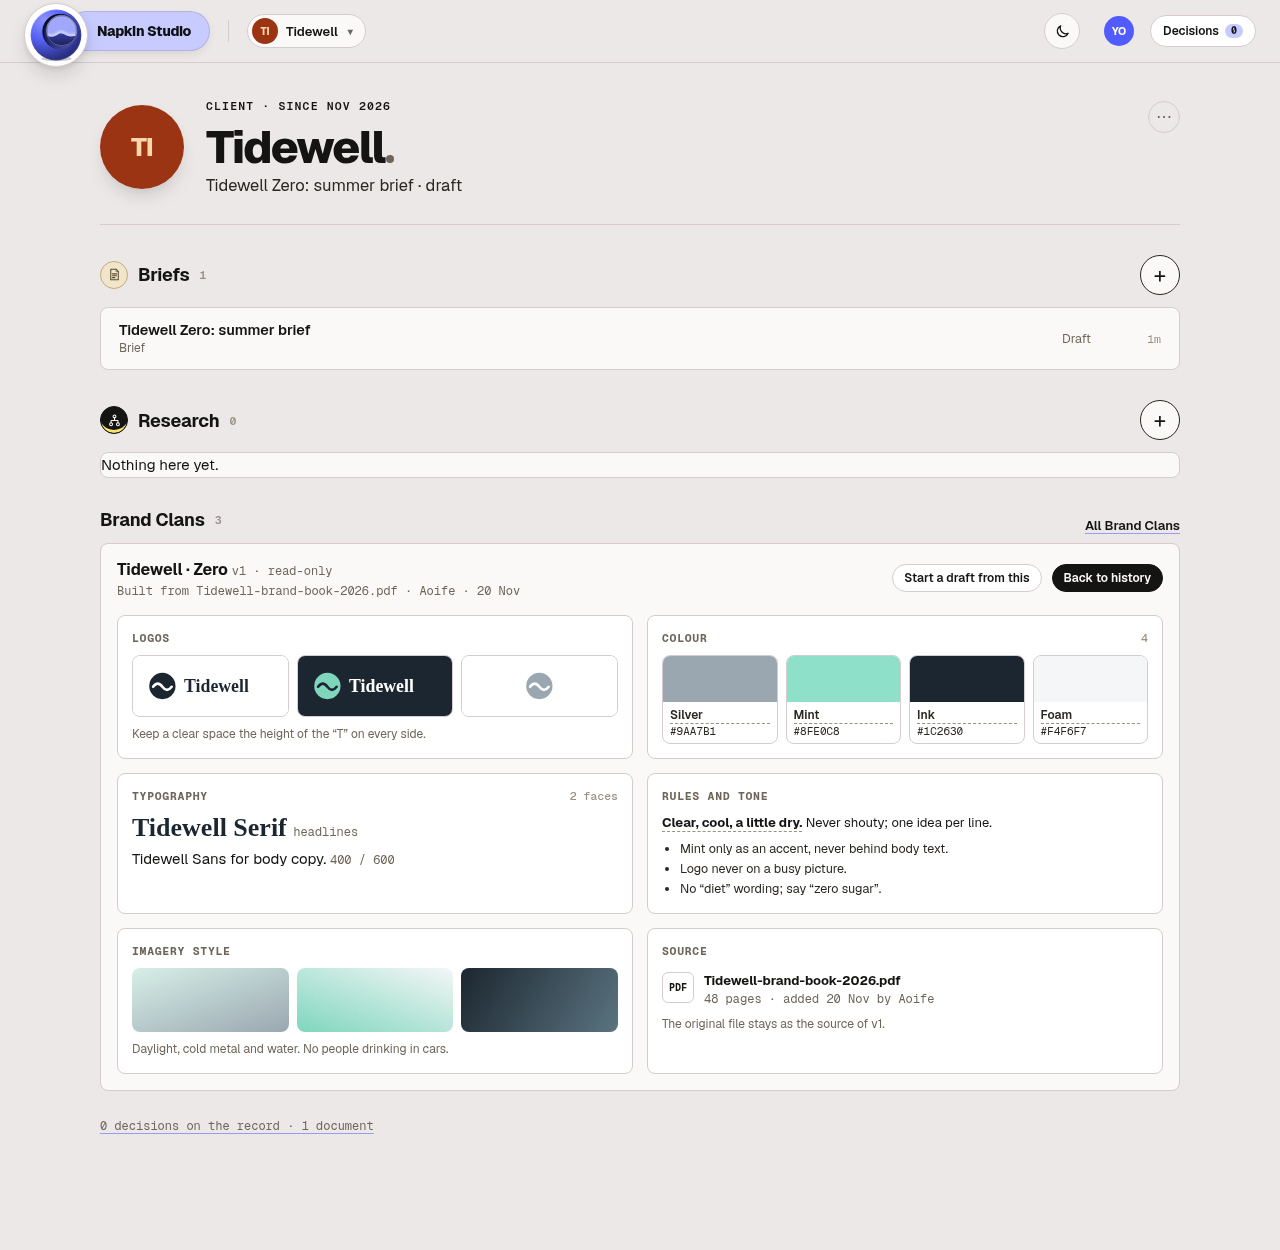 Napkin Studio
TI
Tidewell ▾
YO
Decisions 0
TI
CLIENT · SINCE NOV 2026
Tidewell.
Tidewell Zero: summer brief · draft
···
Briefs 1
+
Tidewell Zero: summer brief
Brief
Draft
1m
Research 0
+
Nothing here yet.
Brand Clans 3
All Brand Clans
Tidewell · Zero v1 · read-only
Built from Tidewell-brand-book-2026.pdf · Aoife · 20 Nov
Start a draft from this
Back to history
LOGOS
Tidewell
Tidewell
Keep a clear space the height of the “T” on every side.
COLOUR
4
Silver
#9AA7B1
Mint
#8FE0C8
Ink
#1C2630
Foam
#F4F6F7
TYPOGRAPHY
2 faces
Tidewell Serif headlines
Tidewell Sans for body copy. 400 / 600
RULES AND TONE
Clear, cool, a little dry. Never shouty; one idea per line.
• Mint only as an accent, never behind body text.
• Logo never on a busy picture.
• No “diet” wording; say “zero sugar”.
IMAGERY STYLE
Daylight, cold metal and water. No people drinking in cars.
SOURCE
PDF
Tidewell-brand-book-2026.pdf
48 pages · added 20 Nov by Aoife
The original file stays as the source of v1.
0 decisions on the record · 1 document